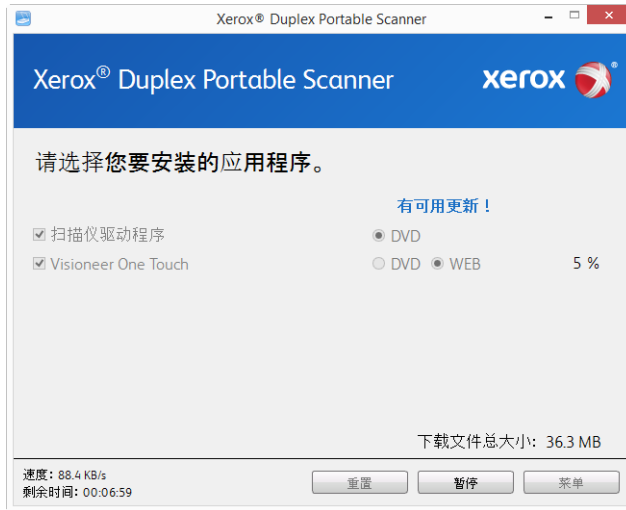 Xerox® Duplex Portable Scanner
Xerox® Duplex Portable Scanner
xerox ®
请选择您要安装的应用程序。
有可用更新！
扫描仪驱动程序 DVD
Visioneer One Touch DVD WEB 5 %
下载文件总大小: 36.3 MB
速度: 88.4 KB/s
剩余时间: 00:06:59
重置 暂停 菜单